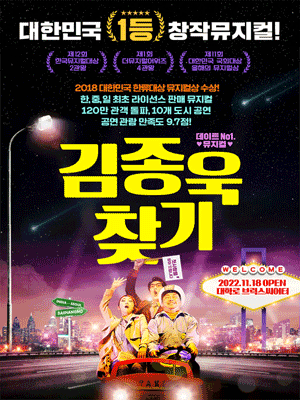 대한민국 1등 창작뮤지컬!
제12회
한국뮤지컬대상
2관왕
제1회
더뮤지컬어워즈
4관왕
제11회
대한민국 국회대상
올해의 뮤지컬상
2018 대한민국 한류대상 뮤지컬상 수상!
한,중,일 최초 라이선스 판매 뮤지컬
120만 관객 돌파, 10개 도시 공연
공연 관람 만족도 9.7점!
데이트No1.
♥뮤지컬♥
김종욱
찾기
WELCOME
2022.11.18 OPEN
대학로 브릭스씨어터